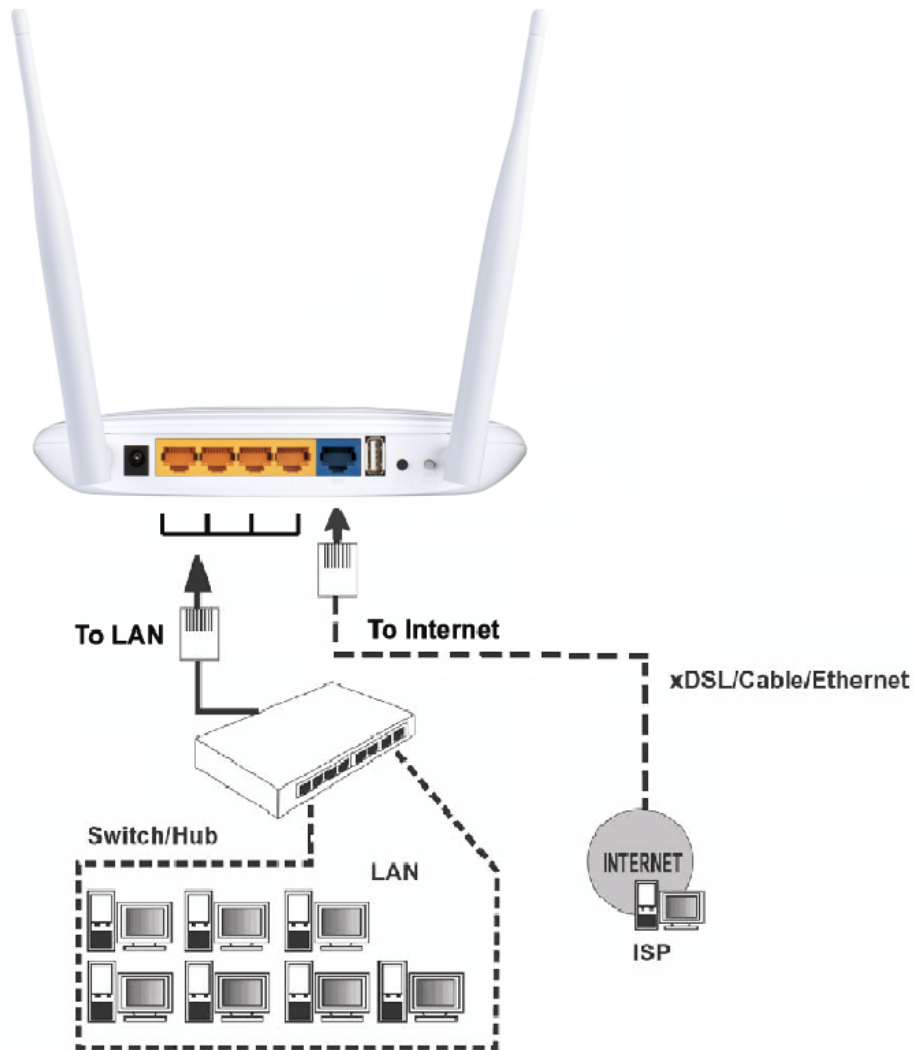 To LAN
To Internet
xDSL/Cable/Ethernet
Switch/Hub
LAN
INTERNET
ISP